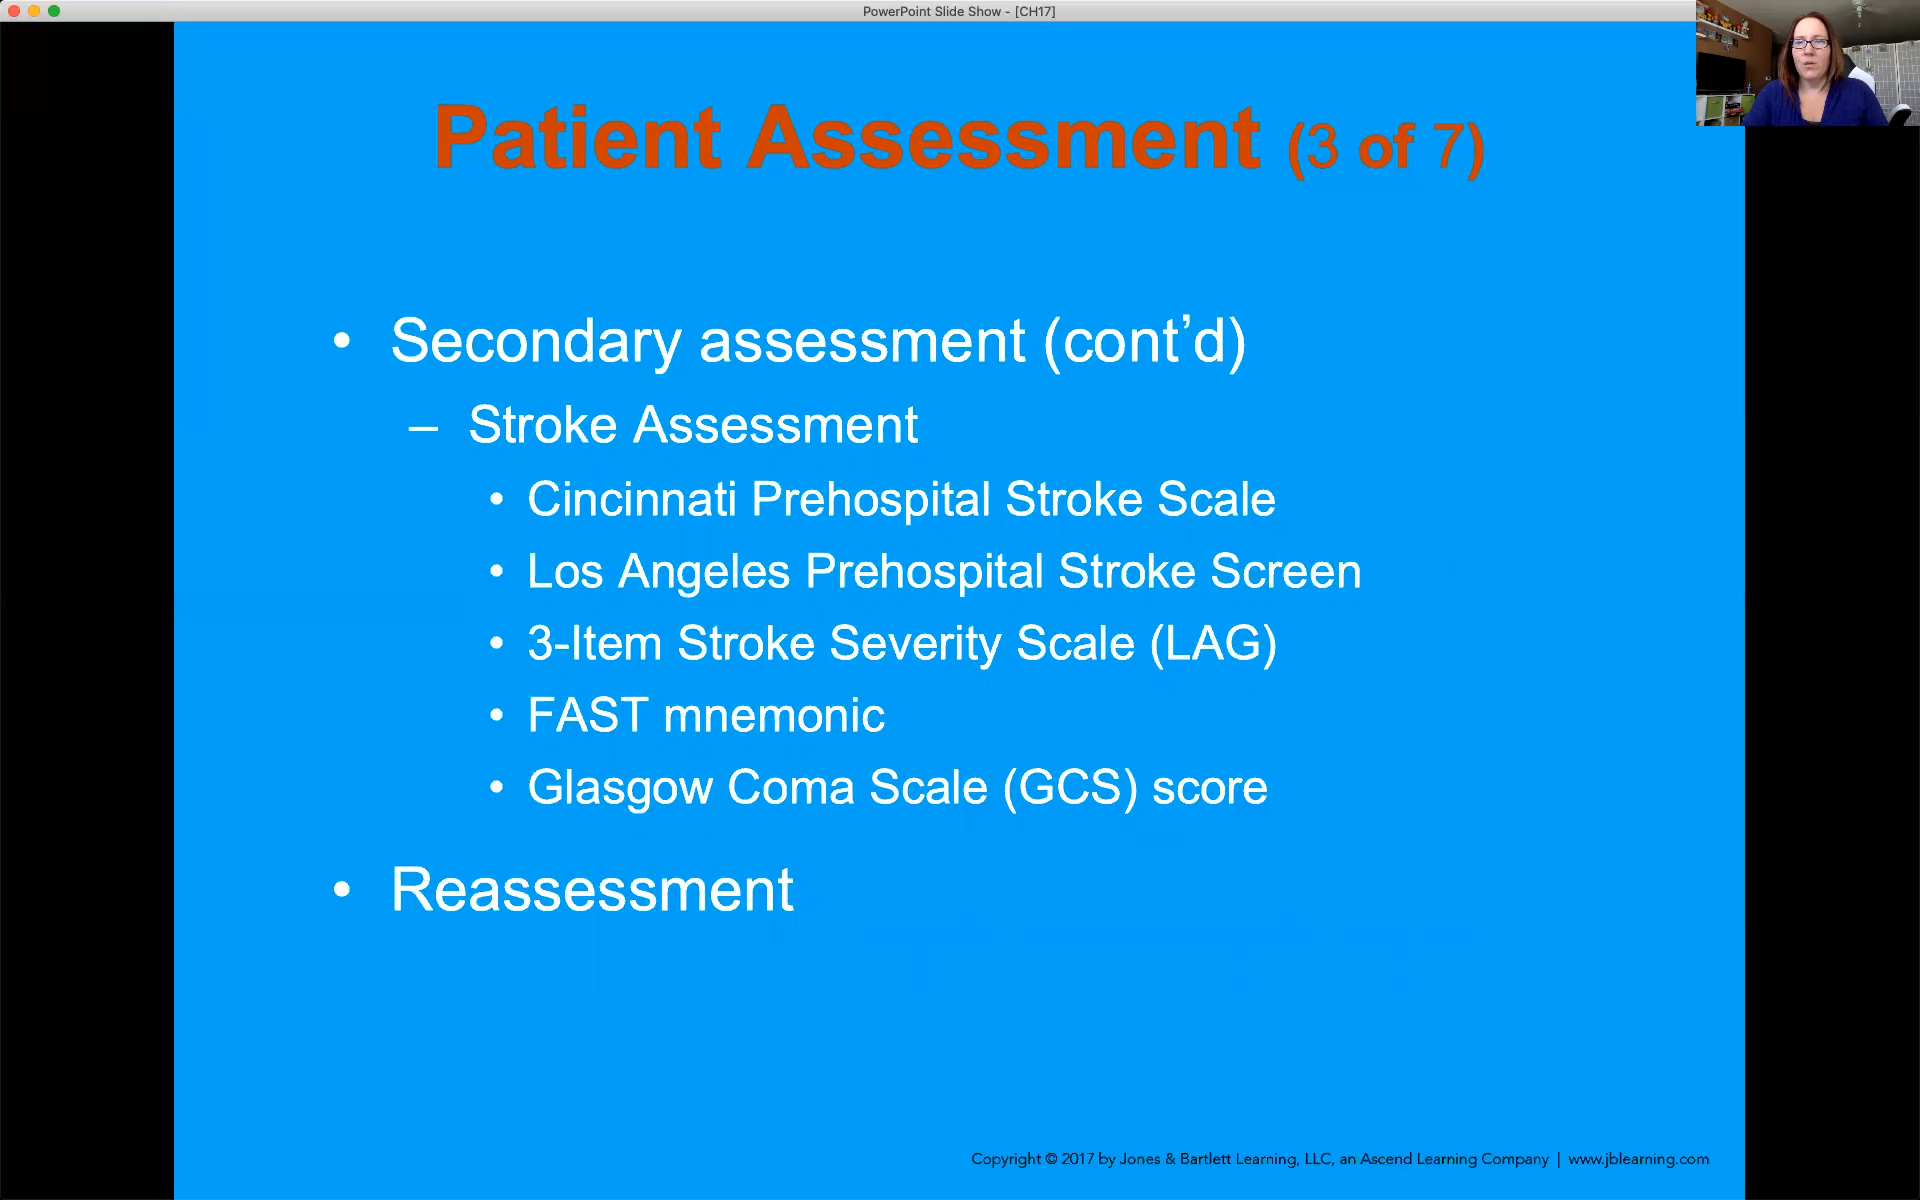 PowerPoint Slide Show - [CH17]
Patient Assessment (3 of 7)
• Secondary assessment (cont’d)
– Stroke Assessment
• Cincinnati Prehospital Stroke Scale
• Los Angeles Prehospital Stroke Screen
• 3-Item Stroke Severity Scale (LAG)
• FAST mnemonic
• Glasgow Coma Scale (GCS) score
• Reassessment
Copyright © 2017 by Jones & Bartlett Learning, LLC, an Ascend Learning Company | www.jblearning.com